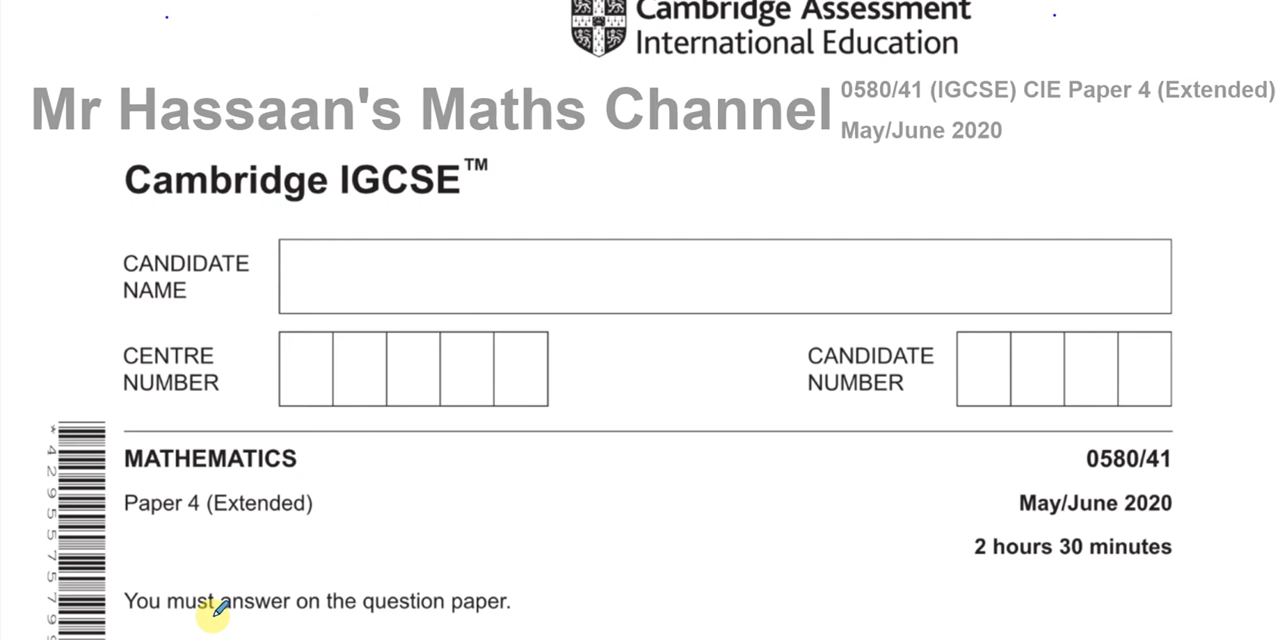 Cambridge Assessment
International Education
Mr Hassaan's Maths Channel
0580/41 (IGCSE) CIE Paper 4 (Extended)
May/June 2020
Cambridge IGCSE™
CANDIDATE
NAME
CENTRE
NUMBER
CANDIDATE
NUMBER
MATHEMATICS 0580/41
Paper 4 (Extended) May/June 2020
2 hours 30 minutes
You must answer on the question paper.